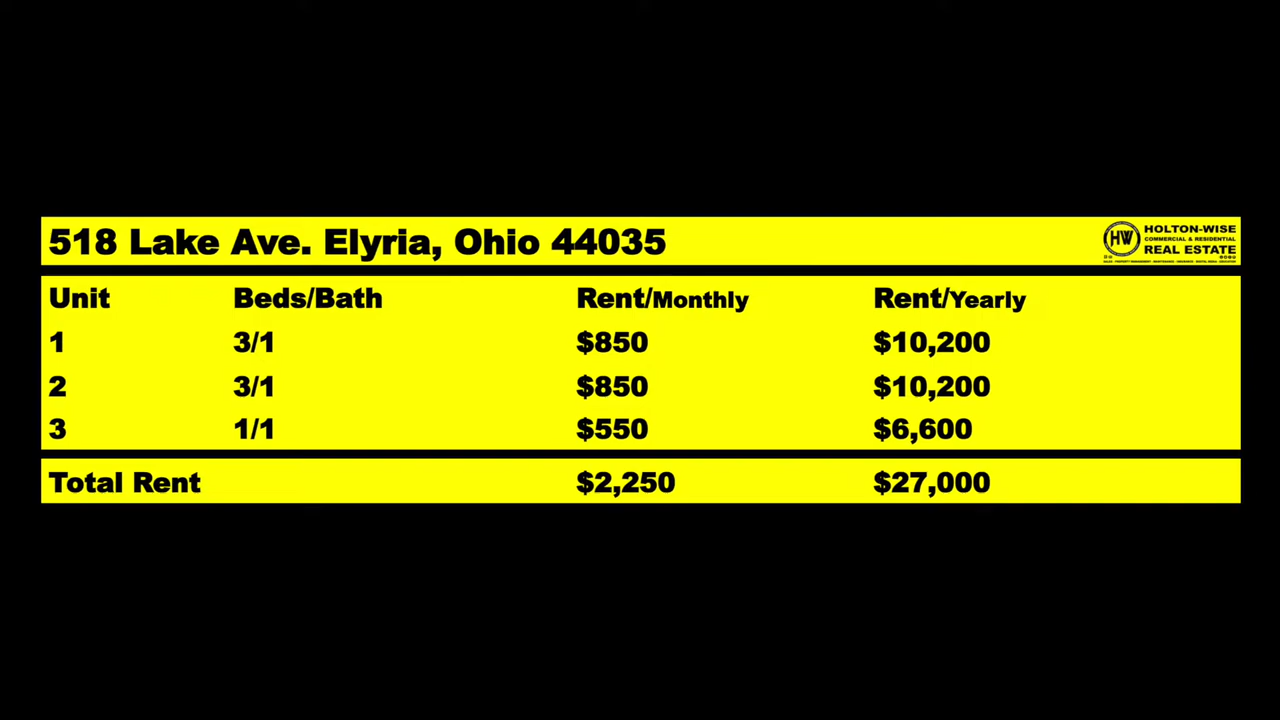 518 Lake Ave. Elyria, Ohio 44035
HW
HOLTON-WISE
COMMERCIAL & RESIDENTIAL
REAL ESTATE
Unit Beds/Bath Rent/Monthly Rent/Yearly
1 3/1 $850 $10,200
2 3/1 $850 $10,200
3 1/1 $550 $6,600
Total Rent $2,250 $27,000